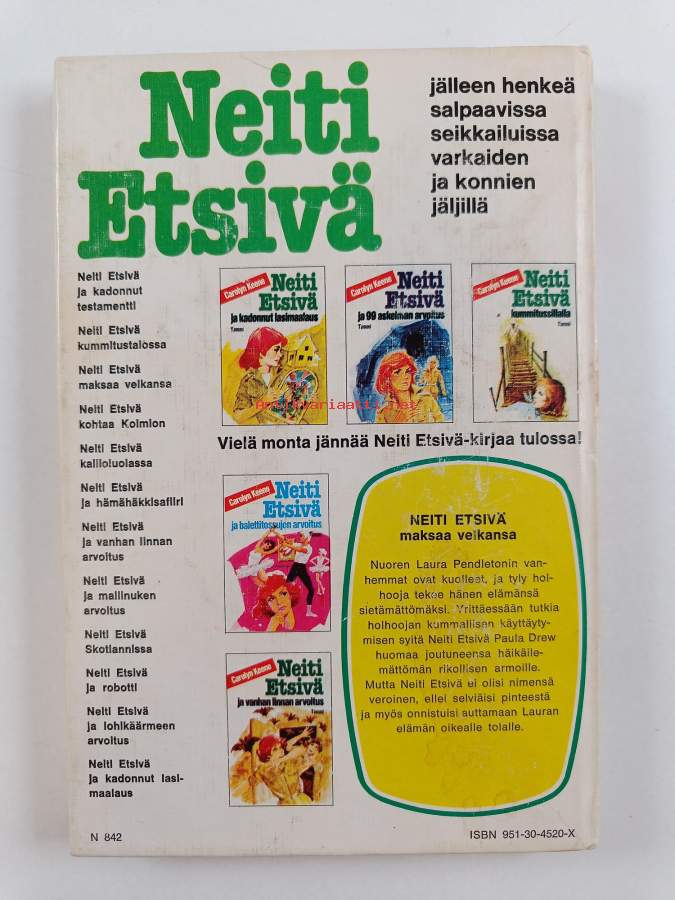 Neiti
Etsivä
jälleen henkeä
salpaavissa
seikkailuissa
varkaiden
ja konnien
jäljillä
Neiti Etsivä
ja kadonnut
testamentti
Neiti Etsivä
kummitustalossa
Neiti Etsivä
maksaa velkansa
Neiti Etsivä
kohtaa Kolmion
Neiti Etsivä
kallioluolassa
Neiti Etsivä
ja hämähäkkisafiiri
Neiti Etsivä
ja vanhan linnan
arvoitus
Neiti Etsivä
ja mallinuken
arvoitus
Neiti Etsivä
Skotlannissa
Neiti Etsivä
ja robotti
Neiti Etsivä
ja lohikäärmeen
arvoitus
Neiti Etsivä
ja kadonnut lasi-
maalaus
Carolyn Keene
Neiti
Etsivä
ja kadonnut lasimaalaus
Tammi
Carolyn Keene
Neiti
Etsivä
ja 99 askelman arvoitus
Tammi
Carolyn Keene
Neiti
Etsivä
kummitussillalla
Tammi
Antikvariaatti.net
Vielä monta jännää Neiti Etsivä-kirjaa tulossa!
Carolyn Keene
Neiti
Etsivä
ja balettitossujen arvoitus
Carolyn Keene
Neiti
Etsivä
ja vanhan linnan arvoitus
Tammi
NEITI ETSIVÄ
maksaa velkansa
Nuoren Laura Pendletonin van-
hemmat ovat kuolleet, ja tyly hol-
hooja tekee hänen elämänsä
sietämättömäksi. Yrittäessään tutkia
holhoojan kummallisen käyttäyty-
misen syitä Neiti Etsivä Paula Drew
huomaa joutuneensa häikäile-
mättömän rikollisen armoille.
Mutta Neiti Etsivä ei olisi nimensä
veroinen, ellei selviäisi pinteestä
ja myös onnistuisi auttamaan Lauran
elämän oikealle tolalle.
N 842
ISBN 951-30-4520-X